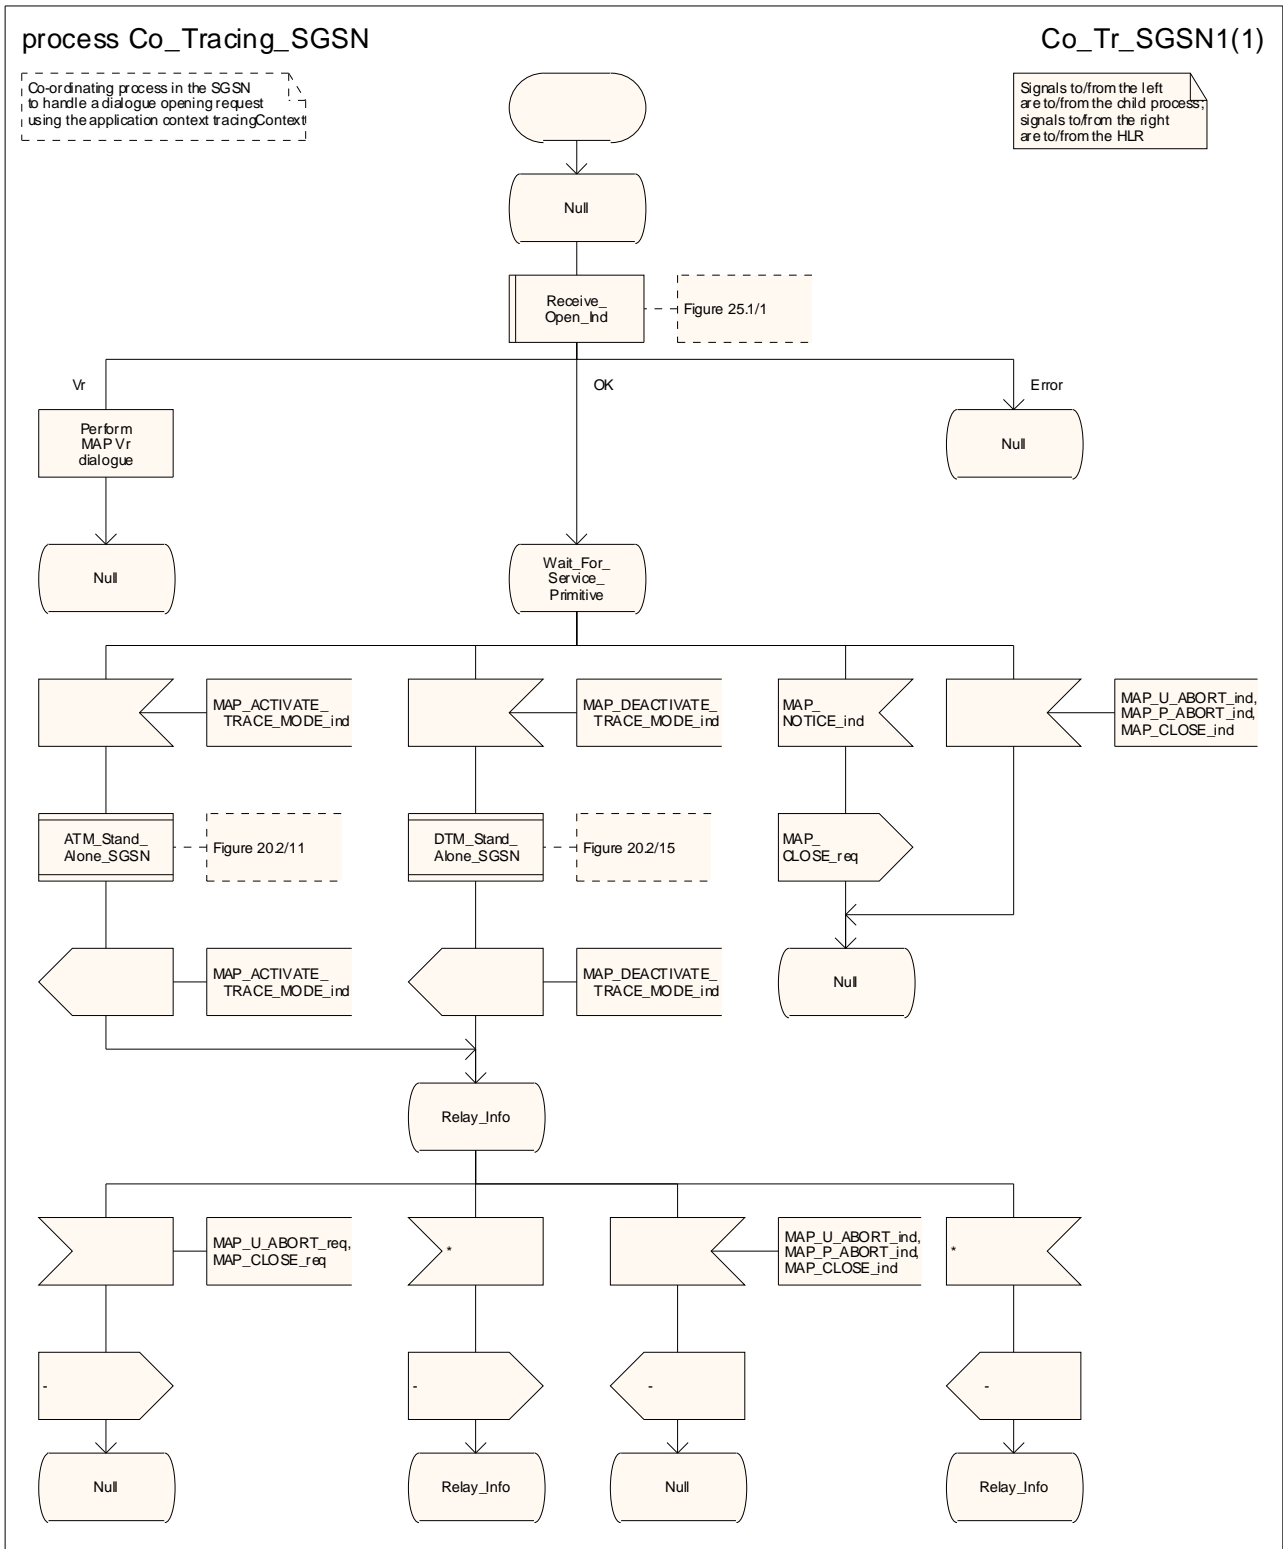 process Co_Tracing_SGSN
Co_Tr_SGSN1(1)
Co-ordinating process in the SGSN
to handle a dialogue opening request
using the application context tracingContext
Signals to/from the left
are to/from the child process;
signals to/from the right
are to/from the HLR
Null
Receive_
Open_Ind
Figure 25.1/1
Vr
OK
Error
Perform
MAP Vr
dialogue
Null
Null
Wait_For_
Service_
Primitive
MAP_ACTIVATE_
TRACE_MODE_ind
MAP_DEACTIVATE_
TRACE_MODE_ind
MAP_
NOTICE_ind
MAP_U_ABORT_ind,
MAP_P_ABORT_ind,
MAP_CLOSE_ind
ATM_Stand_
Alone_SGSN
Figure 20.2/11
DTM_Stand_
Alone_SGSN
Figure 20.2/15
MAP_
CLOSE_req
MAP_ACTIVATE_
TRACE_MODE_ind
MAP_DEACTIVATE_
TRACE_MODE_ind
Null
Relay_Info
MAP_U_ABORT_req,
MAP_CLOSE_req
*
MAP_U_ABORT_ind,
MAP_P_ABORT_ind,
MAP_CLOSE_ind
*
-
-
-
-
Null
Relay_Info
Null
Relay_Info